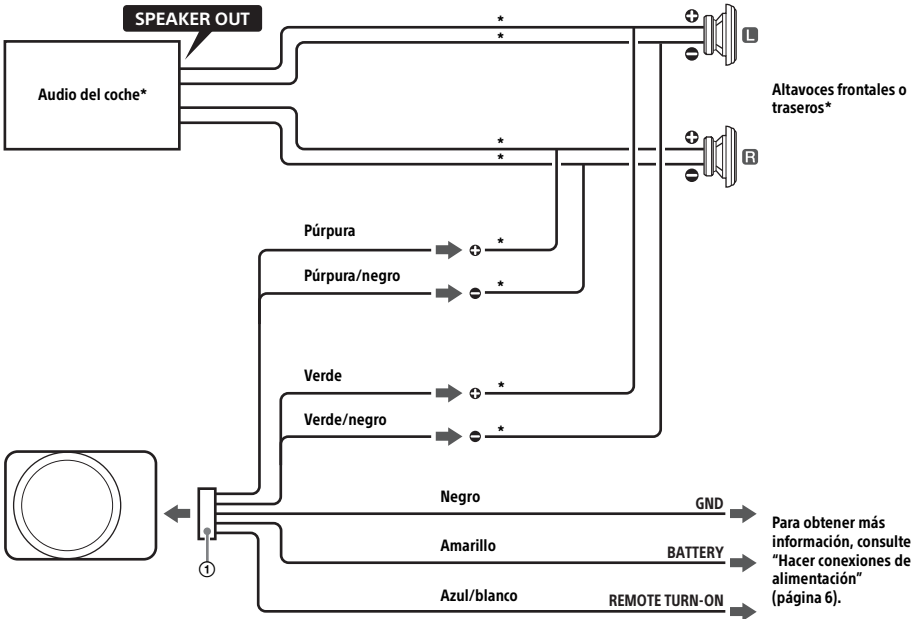 SPEAKER OUT
*
*
L
Audio del coche*
Altavoces frontales o
traseros*
*
*
R
Púrpura
*
Púrpura/negro
*
Verde
*
Verde/negro
*
Negro
GND
Amarillo
BATTERY
Azul/blanco
REMOTE TURN-ON
Para obtener más
información, consulte
“Hacer conexiones de
alimentación”
(página 6).
①